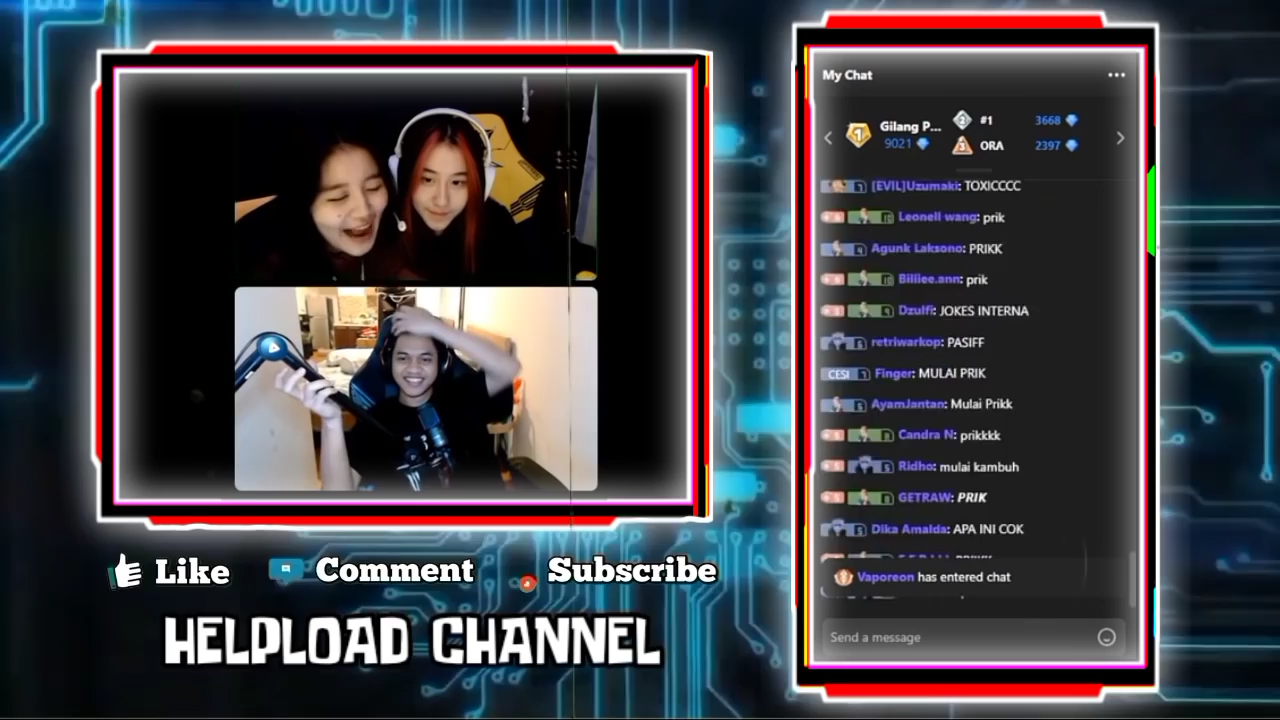 My Chat
Gilang P...
9021
#1
3668
ORA
2397
[EVIL]Uzumaki: TOXICCCC
Leonell wang: prik
Agunk Laksono: PRIKK
Billiee.ann: prik
Dzulfi: JOKES INTERNA
retriwarkop: PASIFF
CESI Finger: MULAI PRIK
AyamJantan: Mulai Prikk
Candra N: prikkkk
Ridho: mulai kambuh
GETRAW: PRIK
Dika Amalda: APA INI COK
Vaporeon has entered chat
Send a message
Like
Comment
Subscribe
HELPLOAD CHANNEL